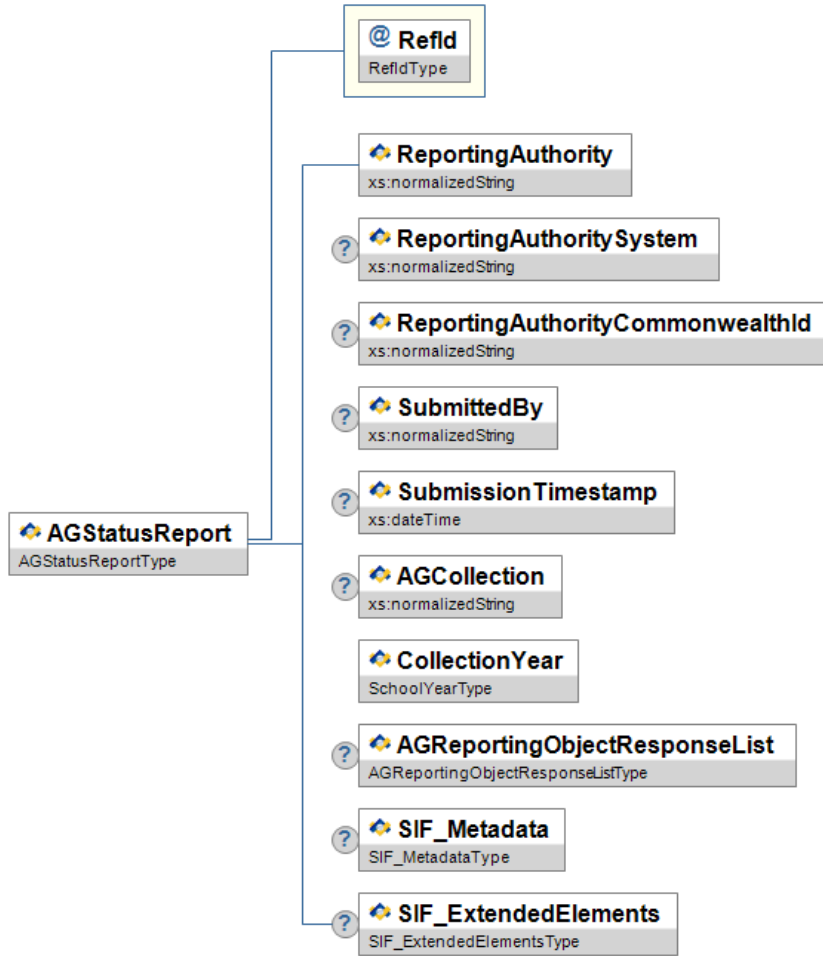 @ RefId
RefIdType
ReportingAuthority
xs:normalizedString
? ReportingAuthoritySystem
xs:normalizedString
? ReportingAuthorityCommonwealthId
xs:normalizedString
? SubmittedBy
xs:normalizedString
? SubmissionTimestamp
xs:dateTime
AGStatusReport
AGStatusReportType
? AGCollection
xs:normalizedString
CollectionYear
SchoolYearType
? AGReportingObjectResponseList
AGReportingObjectResponseListType
? SIF_Metadata
SIF_MetadataType
? SIF_ExtendedElements
SIF_ExtendedElementsType